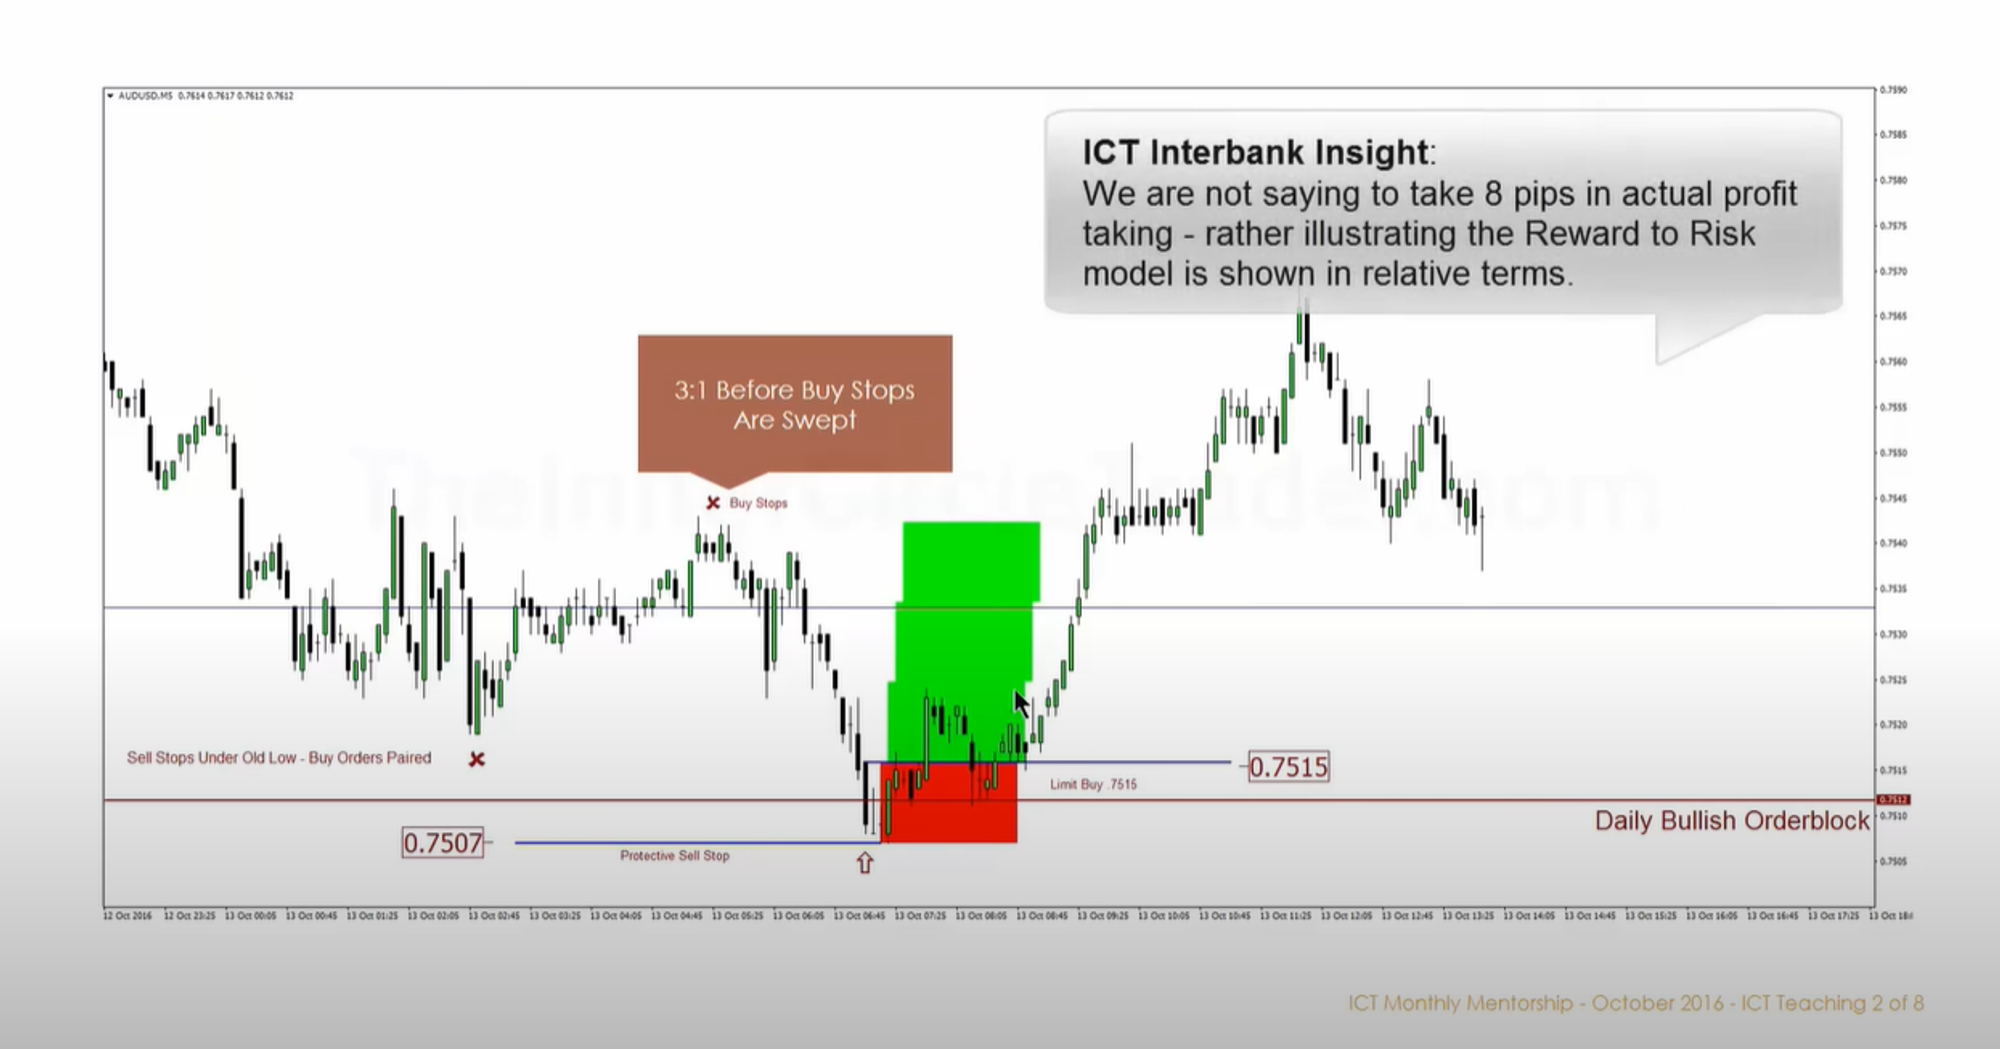 AUDUSD,M5 0.7614 0.7617 0.7612 0.7612
ICT Interbank Insight:
We are not saying to take 8 pips in actual profit
taking - rather illustrating the Reward to Risk
model is shown in relative terms.
3:1 Before Buy Stops
Are Swept
Buy Stops
Sell Stops Under Old Low - Buy Orders Paired
0.7515
Limit Buy .7515
Daily Bullish Orderblock
0.7507
Protective Sell Stop
0.7590
0.7585
0.7580
0.7575
0.7570
0.7565
0.7560
0.7555
0.7550
0.7545
0.7540
0.7535
0.7530
0.7525
0.7520
0.7515
0.7512
0.7510
0.7505
12 Oct 2016 12 Oct 23:25 13 Oct 00:05 13 Oct 00:45 13 Oct 01:25 13 Oct 02:05 13 Oct 02:45 13 Oct 03:25 13 Oct 04:05 13 Oct 04:45 13 Oct 05:25 13 Oct 06:05 13 Oct 06:45 13 Oct 07:25 13 Oct 08:05 13 Oct 08:45 13 Oct 09:25 13 Oct 10:05 13 Oct 10:45 13 Oct 11:25 13 Oct 12:05 13 Oct 12:45 13 Oct 13:25 13 Oct 14:05 13 Oct 14:45 13 Oct 15:25 13 Oct 16:05 13 Oct 16:45 13 Oct 17:25 13 Oct
ICT Monthly Mentorship - October 2016 - ICT Teaching 2 of 8